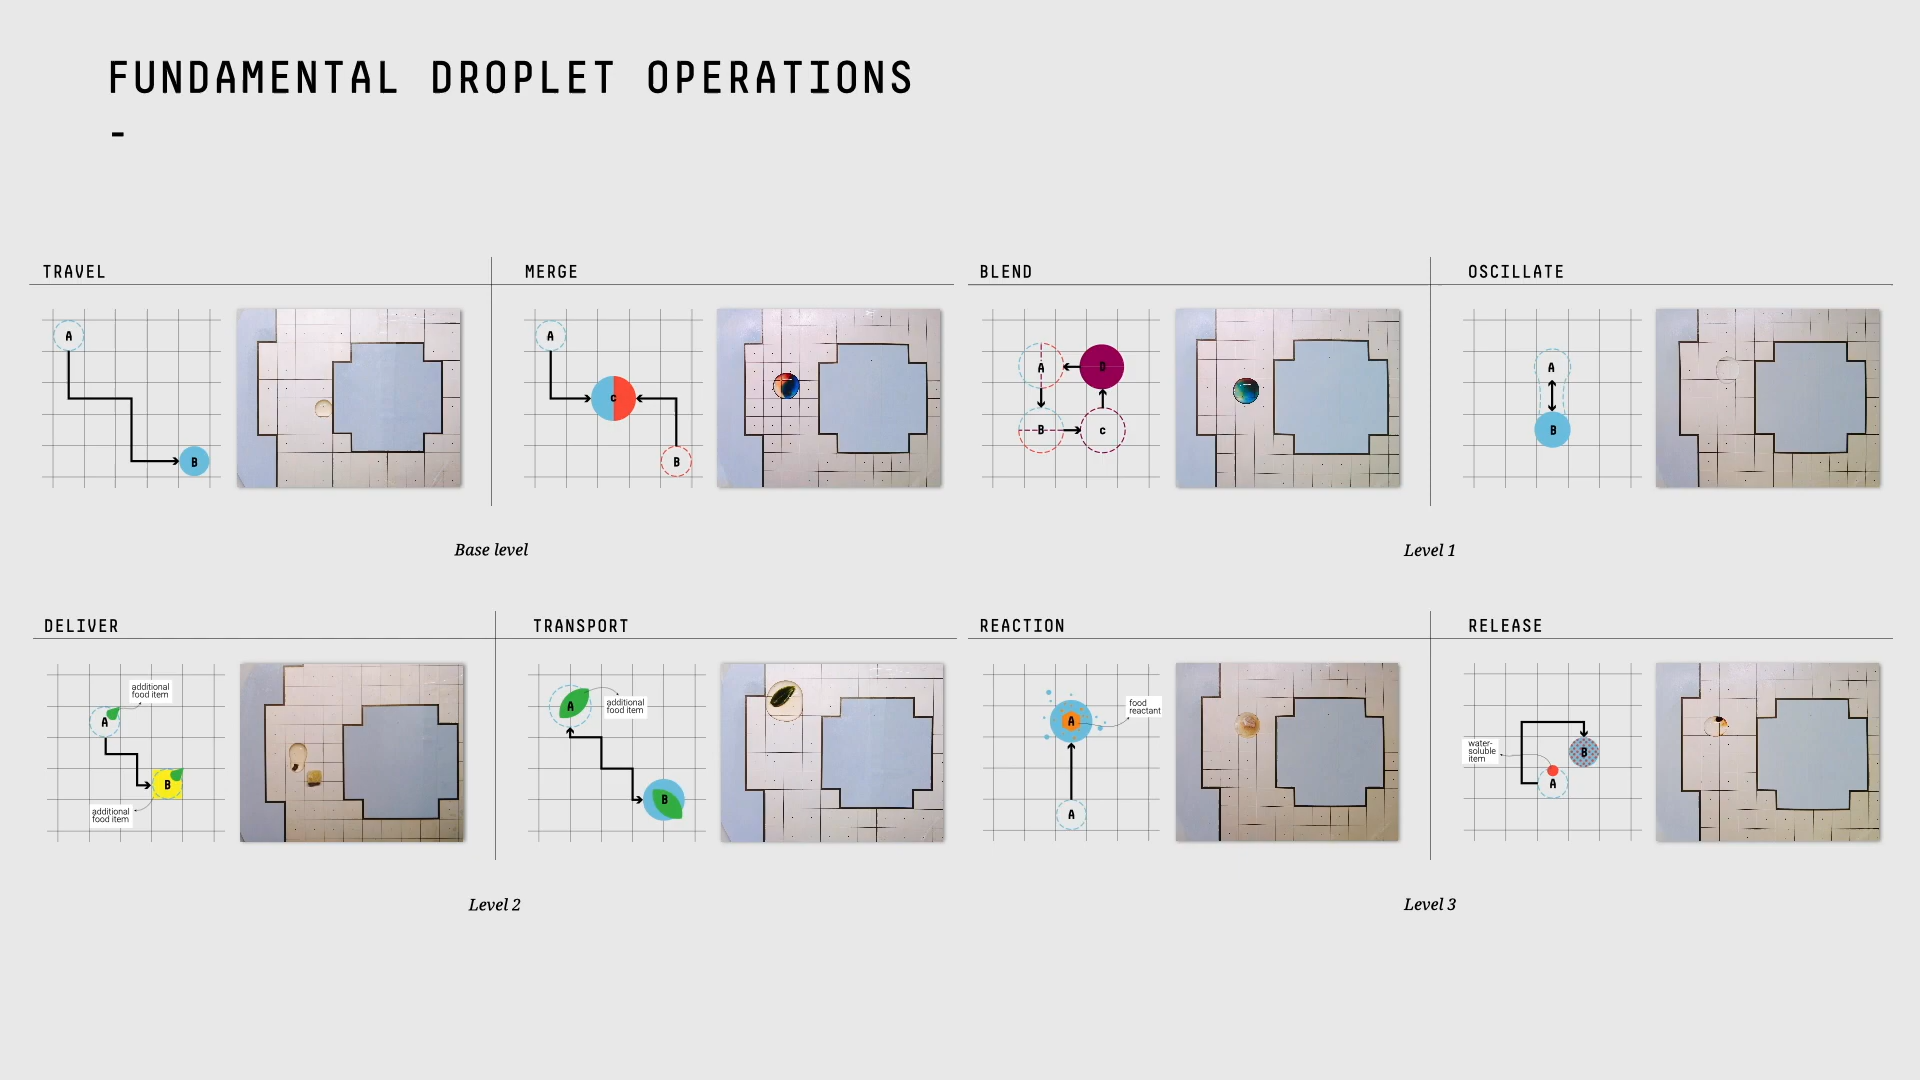 FUNDAMENTAL DROPLET OPERATIONS
-
TRAVEL
A
B
MERGE
A
c
B
BLEND
A
D
B
c
OSCILLATE
A
B
Base level
Level 1
DELIVER
additional
food item
A
B
additional
food item
TRANSPORT
A
additional
food item
B
REACTION
A
food
reactant
A
RELEASE
water-
soluble
item
B
A
Level 2
Level 3